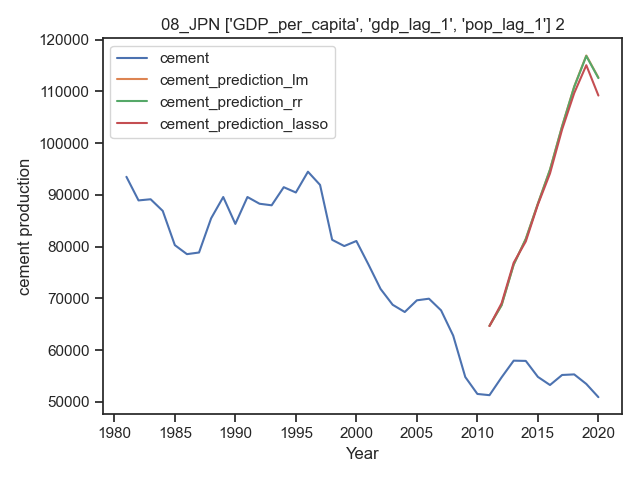 08_JPN ['GDP_per_capita', 'gdp_lag_1', 'pop_lag_1'] 2
120000
110000
100000
90000
80000
70000
60000
50000
cement production
cement
cement_prediction_lm
cement_prediction_rr
cement_prediction_lasso
1980 1985 1990 1995 2000 2005 2010 2015 2020
Year